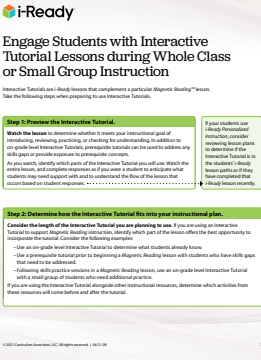 i-Ready
Engage Students with Interactive
Tutorial Lessons during Whole Class
or Small Group Instruction
Interactive Tutorials are i-Ready lessons that complement a particular Magnetic Reading™ lesson.
Take the following steps when preparing to use Interactive Tutorials.
Step 1: Preview the Interactive Tutorial.
Watch the lesson to determine whether it meets your instructional goal of
introducing, reviewing, practicing, or checking for understanding. In addition to
on-grade-level Interactive Tutorials, prerequisite tutorials can be used to address any
skills gaps or provide exposure to prerequisite concepts.
As you watch, identify which parts of the Interactive Tutorial you will use. Watch the
entire lesson, and complete responses as if you were a student to anticipate what
students may need support with and to understand the flow of the lesson that
occurs based on student responses.
If your students use
i-Ready Personalized
Instruction, consider
reviewing lesson plans
to determine if the
Interactive Tutorial is in
the students' i-Ready
lesson paths or if they
have completed that
i-Ready lesson recently.
Step 2: Determine how the Interactive Tutorial fits into your instructional plan.
Consider the length of the Interactive Tutorial you are planning to use. If you are using an Interactive
Tutorial to support Magnetic Reading instruction, identify which part of the lesson offers the best opportunity to
incorporate the tutorial. Consider the following examples:
• Use an on-grade level Interactive Tutorial to determine what students already know.
• Use a prerequisite tutorial prior to beginning a Magnetic Reading lesson with students who have skills gaps
that need to be addressed.
• Following skills practice sessions in a Magnetic Reading lesson, use an on-grade level Interactive Tutorial
with a small group of students who need additional practice.
If you are using the Interactive Tutorial alongside other instructional resources, determine which activities from
these resources will come before and after the tutorial.
© 2021 Curriculum Associates, LLC. All rights reserved. | 06/21 0K